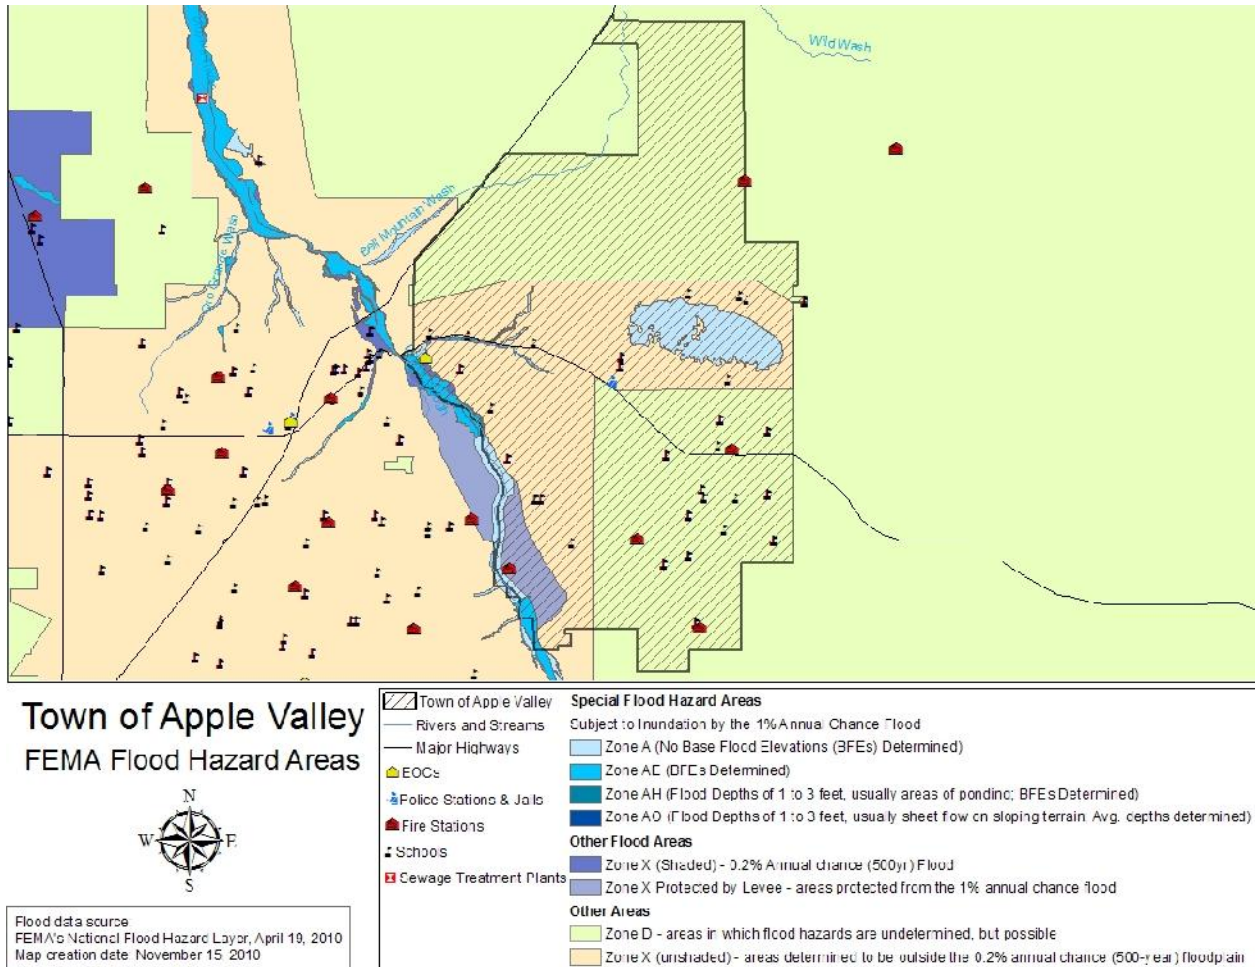 Wild Wash
Bell Mountain Wash
Oro Grande Wash
Town of Apple Valley
FEMA Flood Hazard Areas
N
W E
S
Flood data source
FEMA's National Flood Hazard Layer, April 19, 2010
Map creation date: November 15, 2010
Town of Apple Valley
Rivers and Streams
Major Highways
EOCs
Police Stations & Jails
Fire Stations
Schools
Sewage Treatment Plants
Special Flood Hazard Areas
Subject to Inundation by the 1% Annual Chance Flood
Zone A (No Base Flood Elevations (BFEs) Determined)
Zone AE (BFEs Determined)
Zone AH (Flood Depths of 1 to 3 feet, usually areas of ponding; BFEs Determined)
Zone AO (Flood Depths of 1 to 3 feet, usually sheet flow on sloping terrain. Avg. depths determined)
Other Flood Areas
Zone X (Shaded) - 0.2% Annual chance (500yr) Flood
Zone X Protected by Levee - areas protected from the 1% annual chance flood
Other Areas
Zone D - areas in which flood hazards are undetermined, but possible
Zone X (unshaded) - areas determined to be outside the 0.2% annual chance (500-year) floodplain